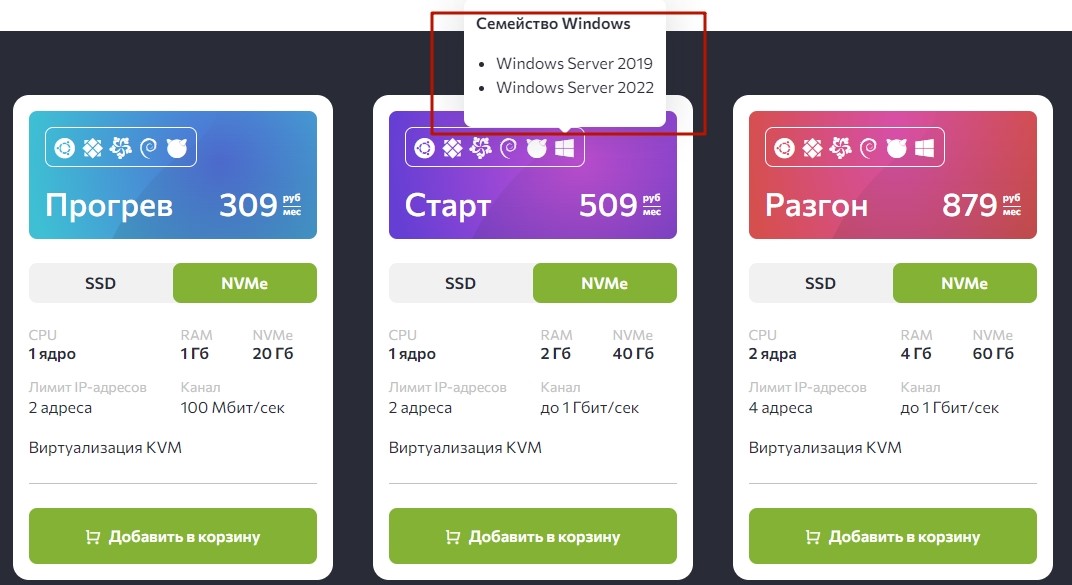 Семейство Windows
• Windows Server 2019
• Windows Server 2022
Прогрев 309 руб/мес
SSD NVMe
CPU RAM NVMe
1 ядро 1 Гб 20 Гб
Лимит IP-адресов Канал
2 адреса 100 Мбит/сек
Виртуализация KVM
Добавить в корзину
Старт 509 руб/мес
SSD NVMe
CPU RAM NVMe
1 ядро 2 Гб 40 Гб
Лимит IP-адресов Канал
2 адреса до 1 Гбит/сек
Виртуализация KVM
Добавить в корзину
Разгон 879 руб/мес
SSD NVMe
CPU RAM NVMe
2 ядра 4 Гб 60 Гб
Лимит IP-адресов Канал
4 адреса до 1 Гбит/сек
Виртуализация KVM
Добавить в корзину